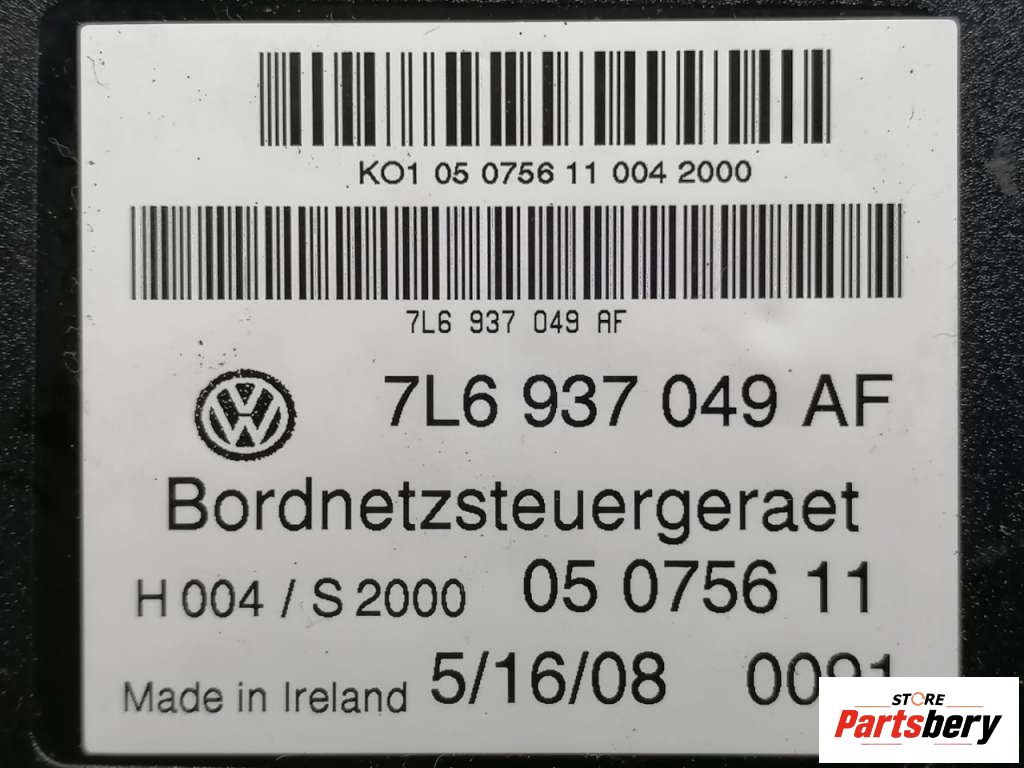 KO1 05 0756 11 004 2000
7L6 937 049 AF
7L6 937 049 AF
Bordnetzsteuergeraet
H 004 / S 2000 05 0756 11
Made in Ireland 5/16/08
STORE
Partsbery